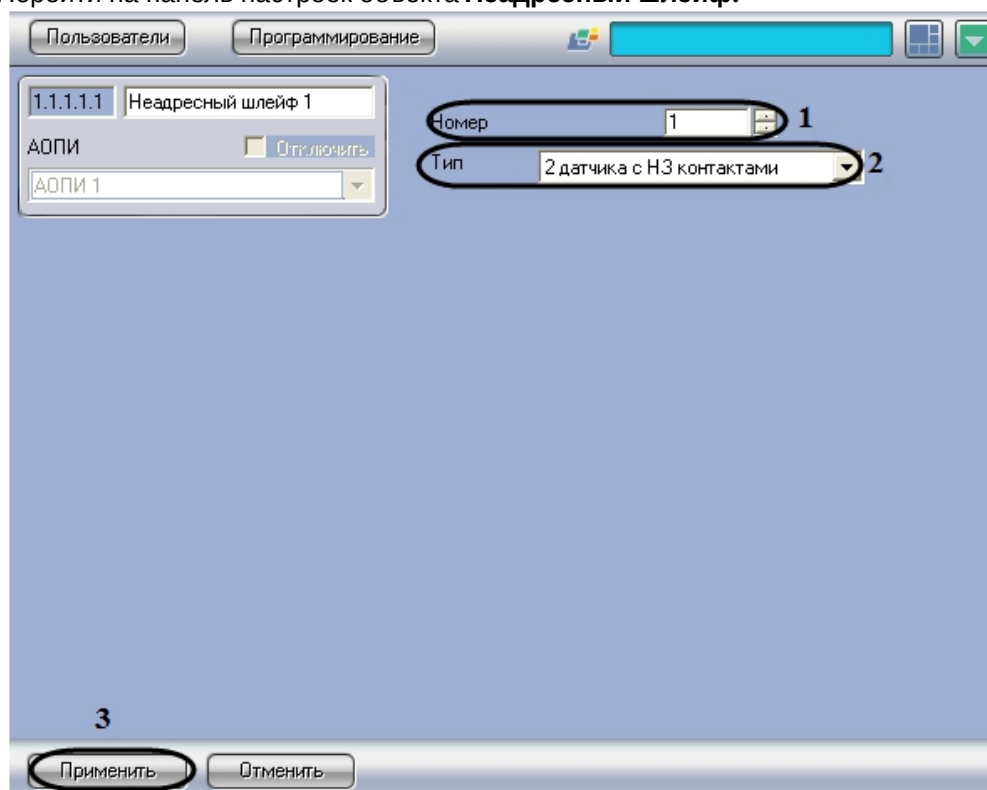 Перейти на панель настроек объекта Неадресный шлейф.
Пользователи Программирование
1.1.1.1.1 Неадресный шлейф 1
Номер 1 1
АОПИ Отключить
Тип 2 датчика с НЗ контактами 2
АОПИ 1
3
Применить Отменить